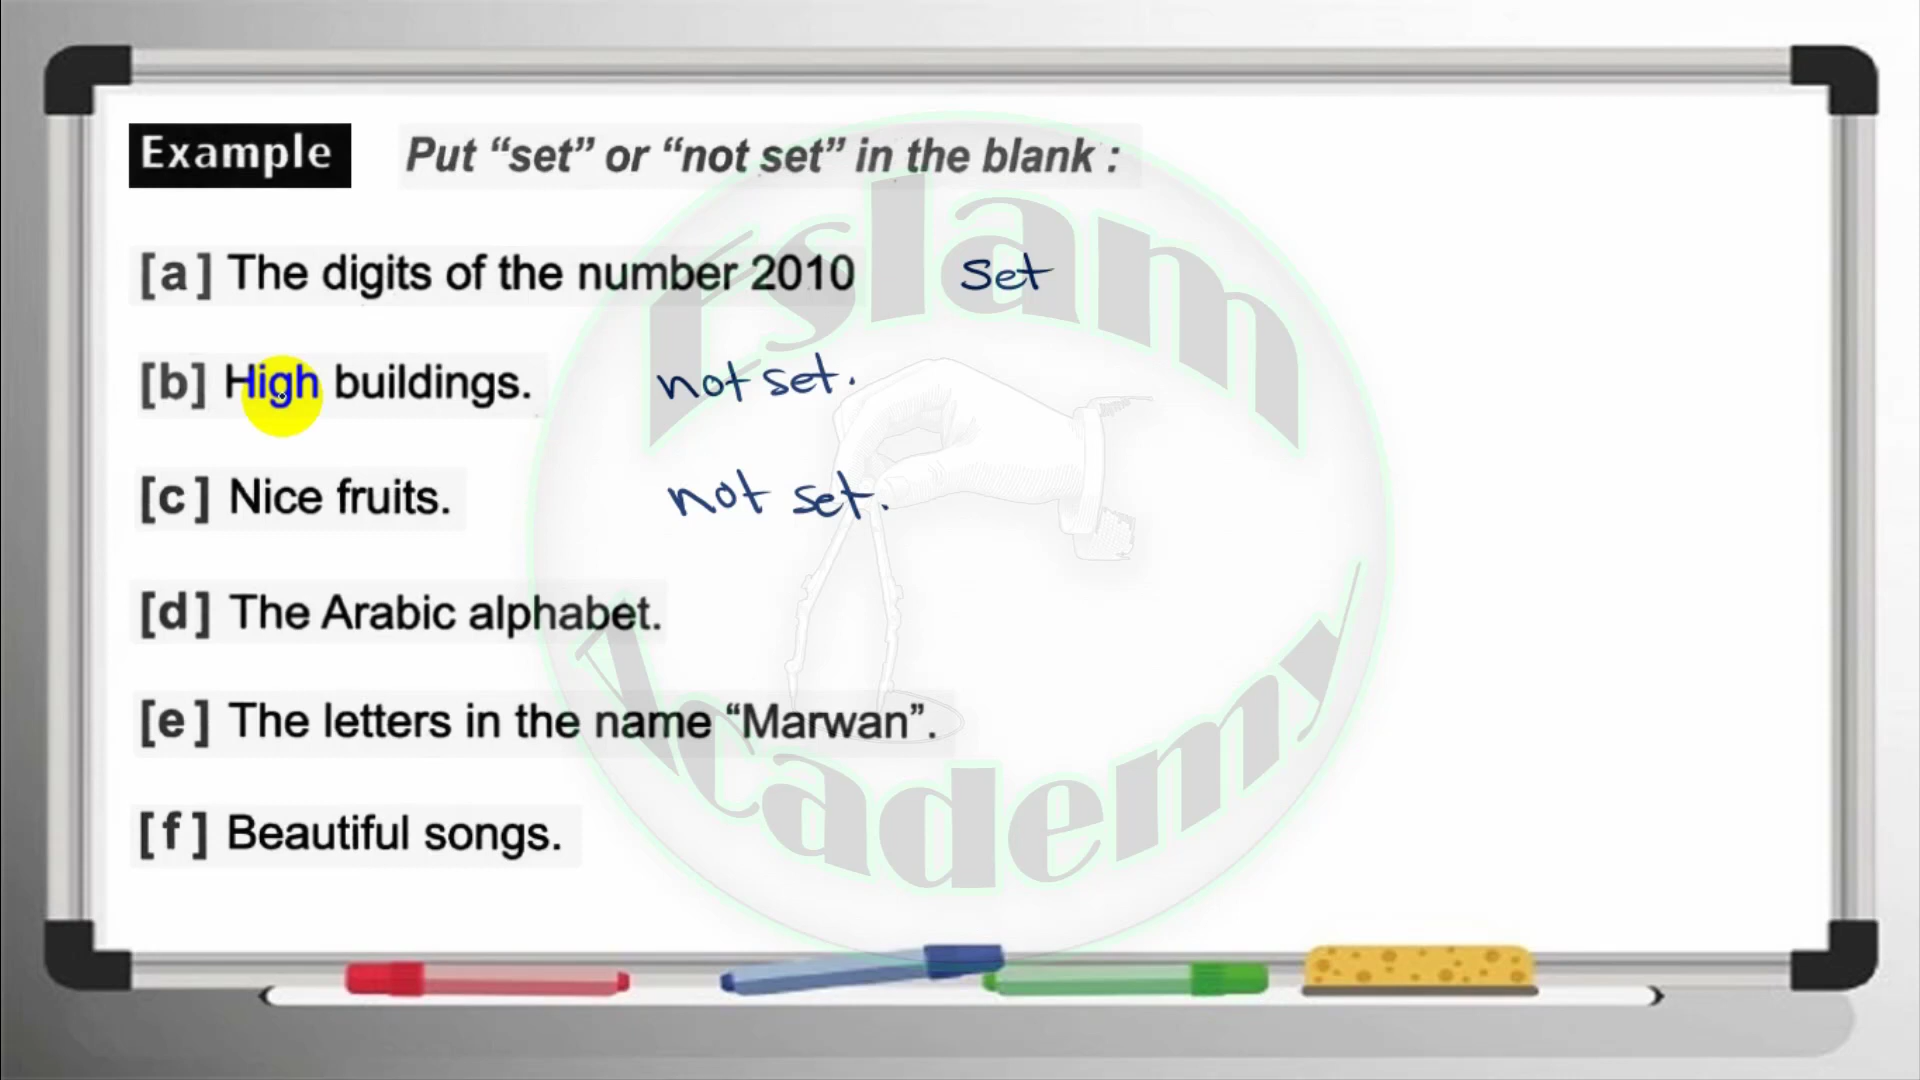 Example Put “set” or “not set” in the blank :
[a] The digits of the number 2010 Set
[b] High buildings. not set.
[c] Nice fruits. not set.
[d] The Arabic alphabet.
[e] The letters in the name “Marwan”.
[f] Beautiful songs.
Eslam
Academy